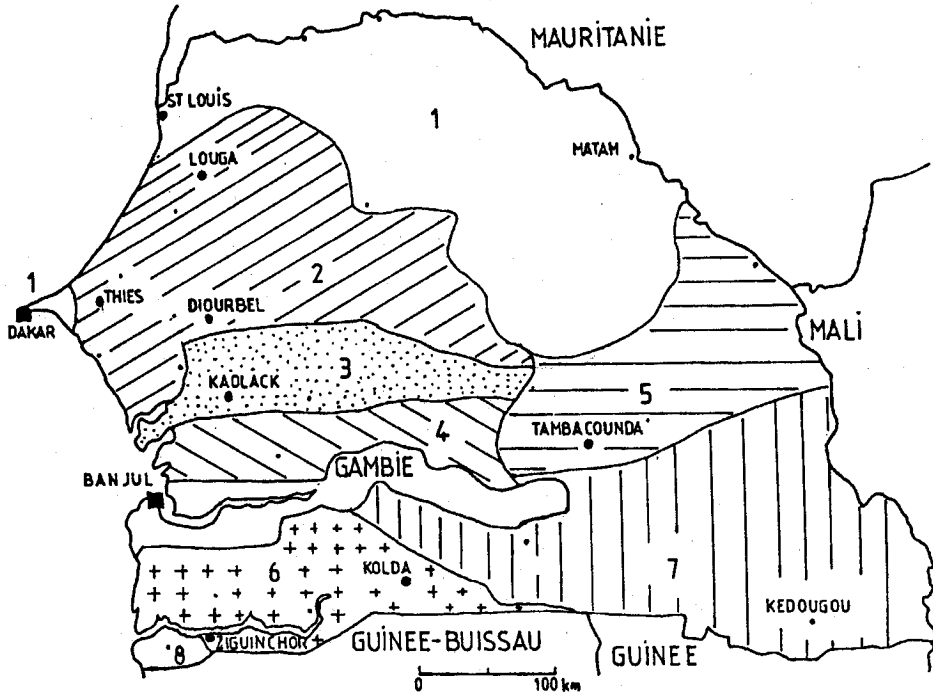 MAURITANIE
ST LOUIS
1
MATAM
LOUGA
1
2
THIES
DIOURBEL
DAKAR
MALI
3
KAOLACK
5
4
TAMBACOUNDA
GAMBIE
BANJUL
6
KOLDA
7
KEDOUGOU
ZIGUINCHOR
8
GUINEE-BUISSAU
GUINEE
0 100 km